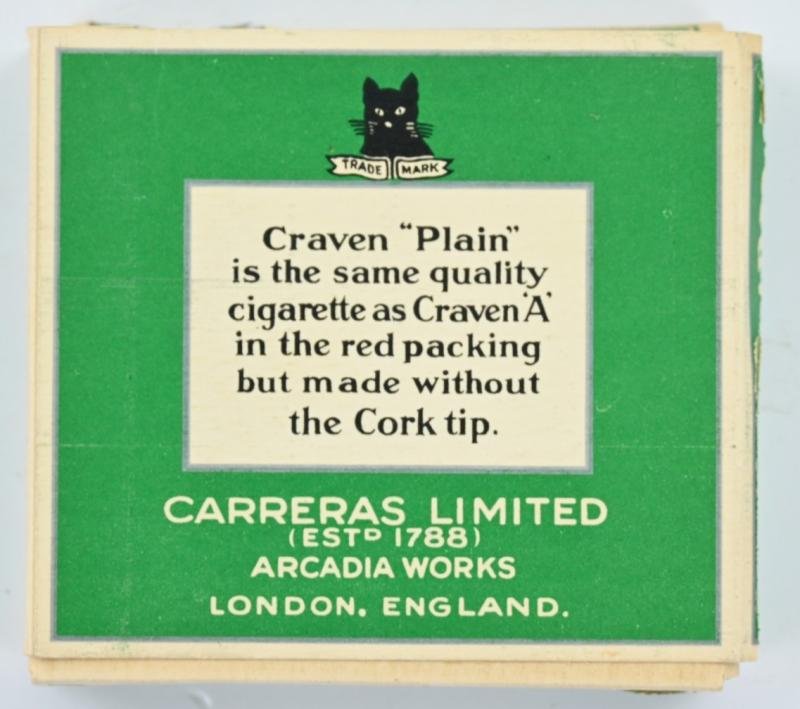 TRADE MARK
Craven “Plain”
is the same quality
cigarette as Craven ‘A’
in the red packing
but made without
the Cork tip.
CARRERAS LIMITED
(ESTD 1788)
ARCADIA WORKS
LONDON. ENGLAND.